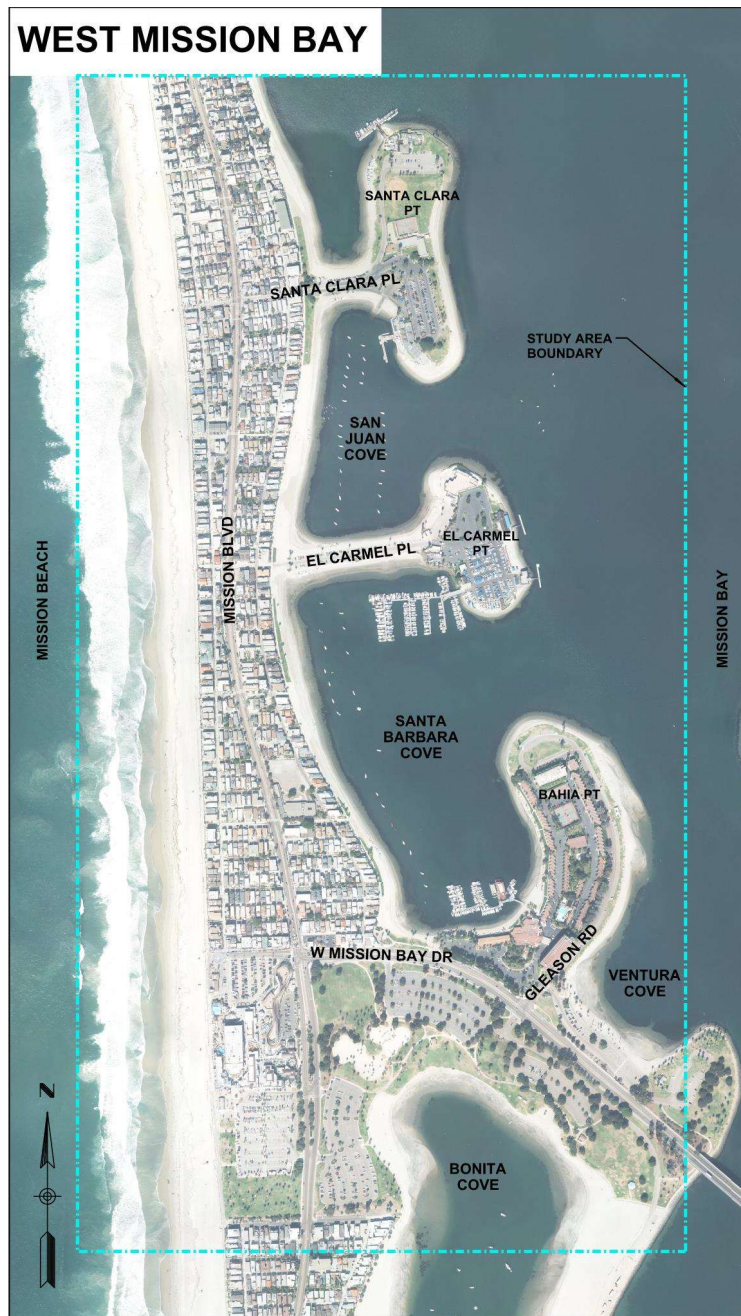 WEST MISSION BAY
SANTA CLARA
PT
SANTA CLARA PL
STUDY AREA
BOUNDARY
SAN
JUAN
COVE
MISSION BEACH
MISSION BLVD
EL CARMEL PL
EL CARMEL
PT
MISSION BAY
SANTA
BARBARA
COVE
BAHIA PT
W MISSION BAY DR
GLEASON RD
VENTURA
COVE
N
BONITA
COVE